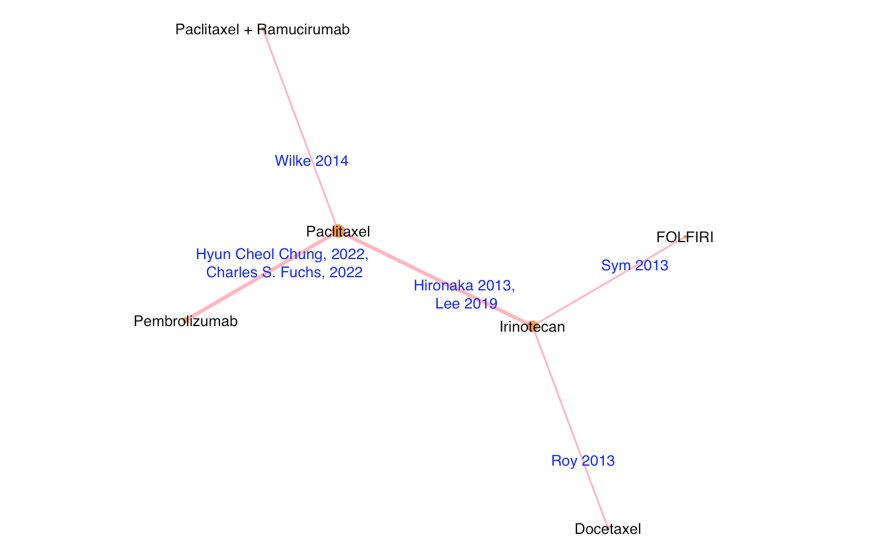 Paclitaxel + Ramucirumab
Wilke 2014
Paclitaxel
FOLFIRI
Hyun Cheol Chung, 2022,
Charles S. Fuchs, 2022
Sym 2013
Hironaka 2013,
Lee 2019
Pembrolizumab
Irinotecan
Roy 2013
Docetaxel